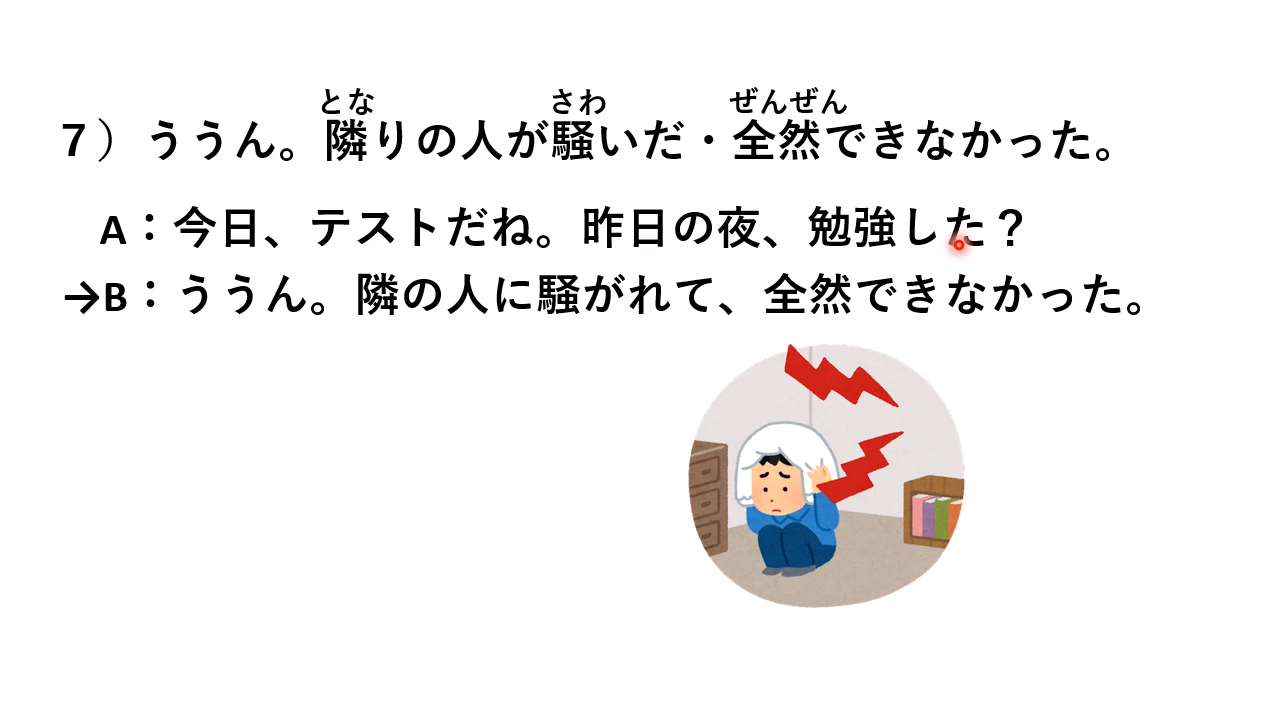 とな さわ ぜんぜん
７）ううん。隣りの人が騒いだ・全然できなかった。
A：今日、テストだね。昨日の夜、勉強した？
→B：ううん。隣の人に騒がれて、全然できなかった。